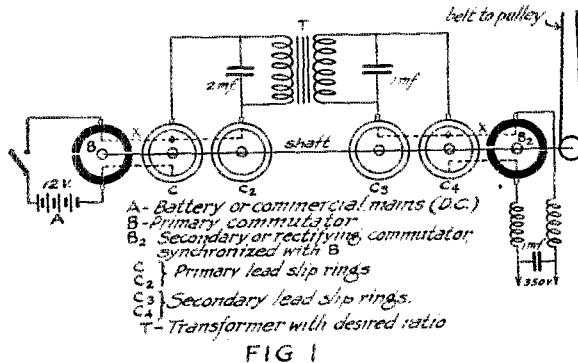 belt to pulley
T
2mf
1mf
X
X
B
B2
shaft
12V.
A
C
C2
C3
C4
A- Battery or commercial mains (D.C.)
B- Primary commutator
B2 Secondary or rectifying commutator
synchronized with B
C
C2 } Primary lead slip rings
C3
C4 } Secondary lead slip rings.
T- Transformer with desired ratio
1mf
350V
FIG 1